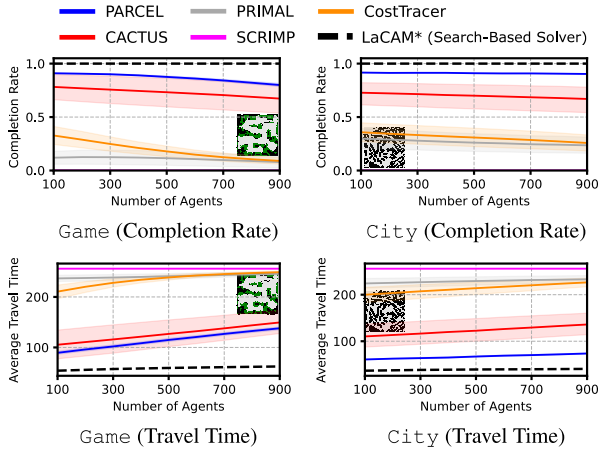 PARCEL PRIMAL CostTracer
CACTUS SCRIMP LaCAM* (Search-Based Solver)
Completion Rate
1.0
0.5
0.0
100 300 500 700 900
Number of Agents
Game (Completion Rate)
Completion Rate
1.0
0.5
0.0
100 300 500 700 900
Number of Agents
City (Completion Rate)
Average Travel Time
200
100
100 300 500 700 900
Number of Agents
Game (Travel Time)
Average Travel Time
200
100
100 300 500 700 900
Number of Agents
City (Travel Time)